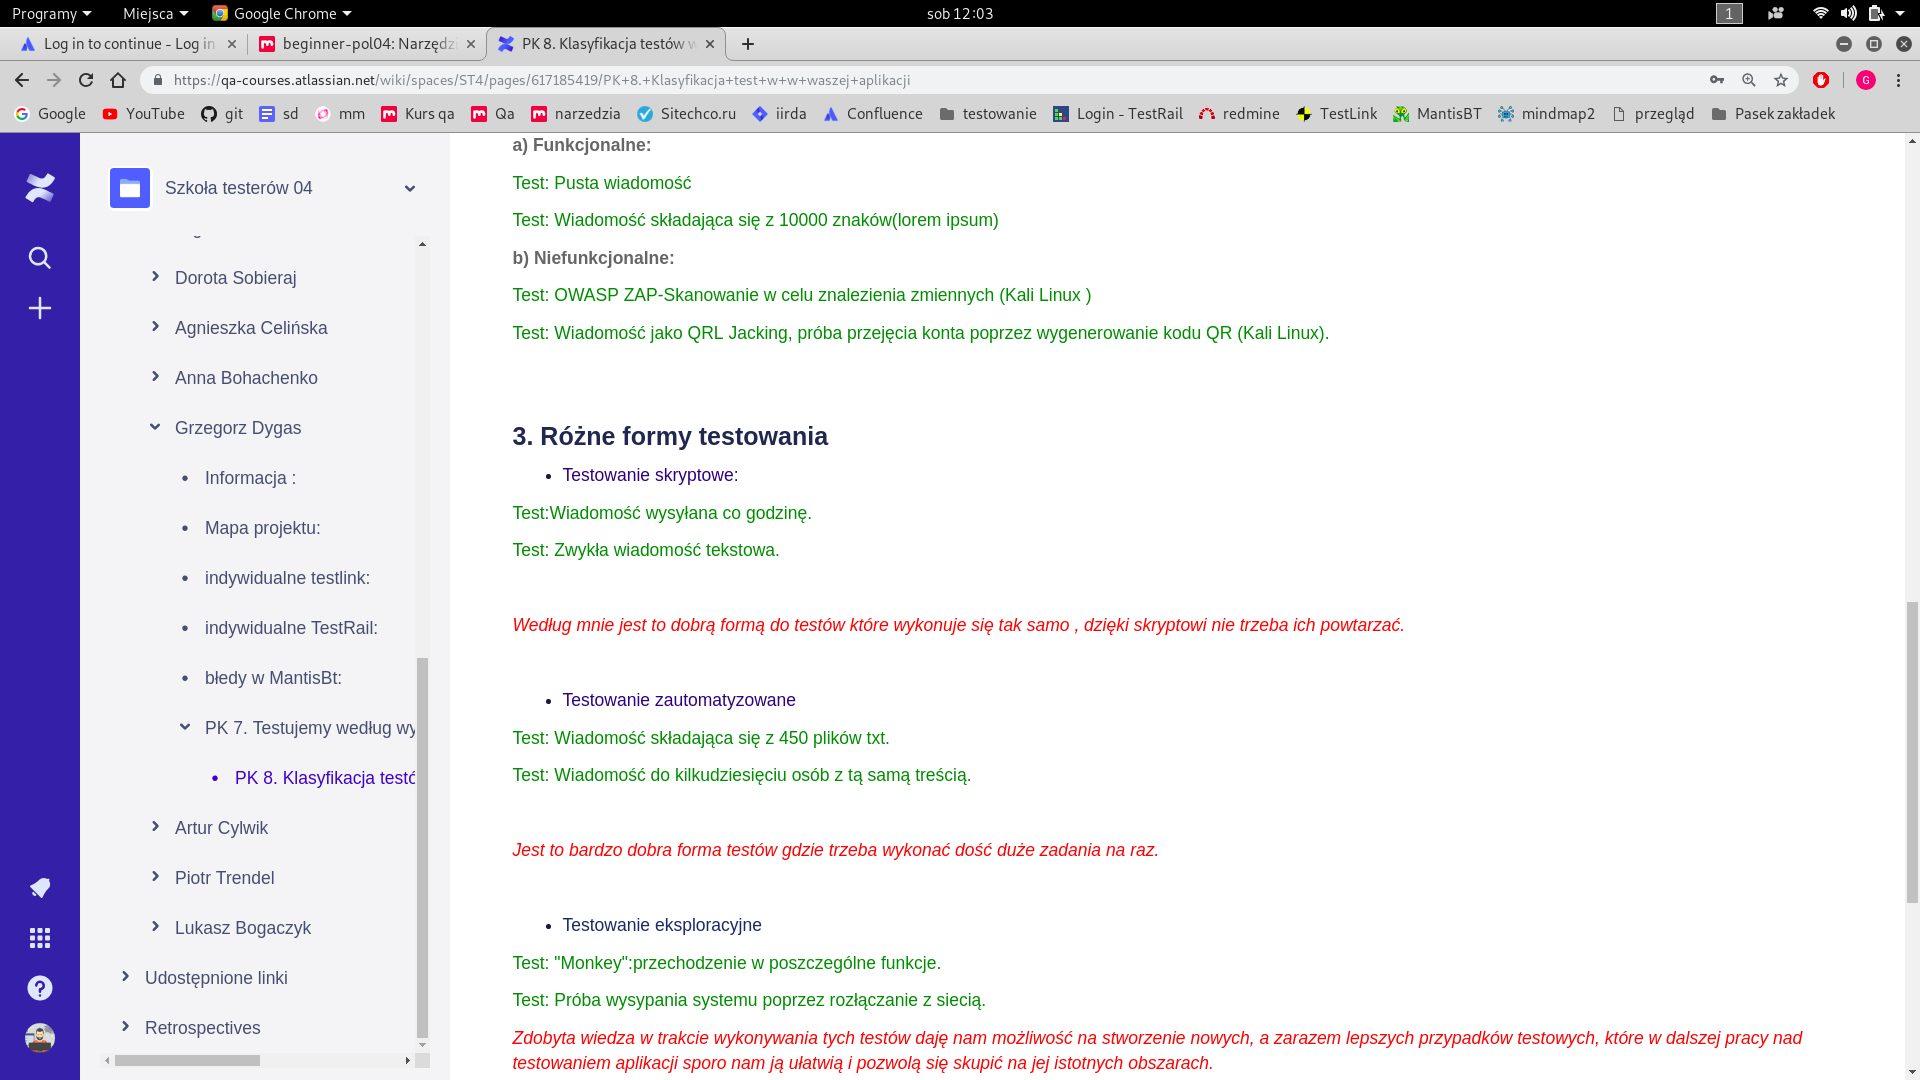 Programy
Miejsca
Google Chrome
sob 12:03
1
Log in to continue - Log in
beginner-pol04: Narzędzi
PK 8. Klasyfikacja testów w
https://qa-courses.atlassian.net/wiki/spaces/ST4/pages/617185419/PK+8.+Klasyfikacja+test+w+w+waszej+aplikacji
G
Google
YouTube
git
sd
mm
Kurs qa
Qa
narzedzia
Sitechco.ru
iirda
Confluence
testowanie
Login - TestRail
redmine
TestLink
MantisBT
mindmap2
przegląd
Pasek zakładek
Szkoła testerów 04
Dorota Sobieraj
Agnieszka Celińska
Anna Bohachenko
Grzegorz Dygas
Informacja :
Mapa projektu:
indywidualne testlink:
indywidualne TestRail:
błedy w MantisBt:
PK 7. Testujemy według wy
PK 8. Klasyfikacja testó
Artur Cylwik
Piotr Trendel
Lukasz Bogaczyk
Udostępnione linki
Retrospectives
a) Funkcjonalne:
Test: Pusta wiadomość
Test: Wiadomość składająca się z 10000 znaków(lorem ipsum)
b) Niefunkcjonalne:
Test: OWASP ZAP-Skanowanie w celu znalezienia zmiennych (Kali Linux )
Test: Wiadomość jako QRL Jacking, próba przejęcia konta poprzez wygenerowanie kodu QR (Kali Linux).
3. Różne formy testowania
• Testowanie skryptowe:
Test:Wiadomość wysyłana co godzinę.
Test: Zwykła wiadomość tekstowa.
Według mnie jest to dobrą formą do testów które wykonuje się tak samo , dzięki skryptowi nie trzeba ich powtarzać.
• Testowanie zautomatyzowane
Test: Wiadomość składająca się z 450 plików txt.
Test: Wiadomość do kilkudziesięciu osób z tą samą treścią.
Jest to bardzo dobra forma testów gdzie trzeba wykonać dość duże zadania na raz.
• Testowanie eksploracyjne
Test: "Monkey":przechodzenie w poszczególne funkcje.
Test: Próba wysypania systemu poprzez rozłączanie z siecią.
Zdobyta wiedza w trakcie wykonywania tych testów daję nam możliwość na stworzenie nowych, a zarazem lepszych przypadków testowych, które w dalszej pracy nad
testowaniem aplikacji sporo nam ją ułatwią i pozwolą się skupić na jej istotnych obszarach.